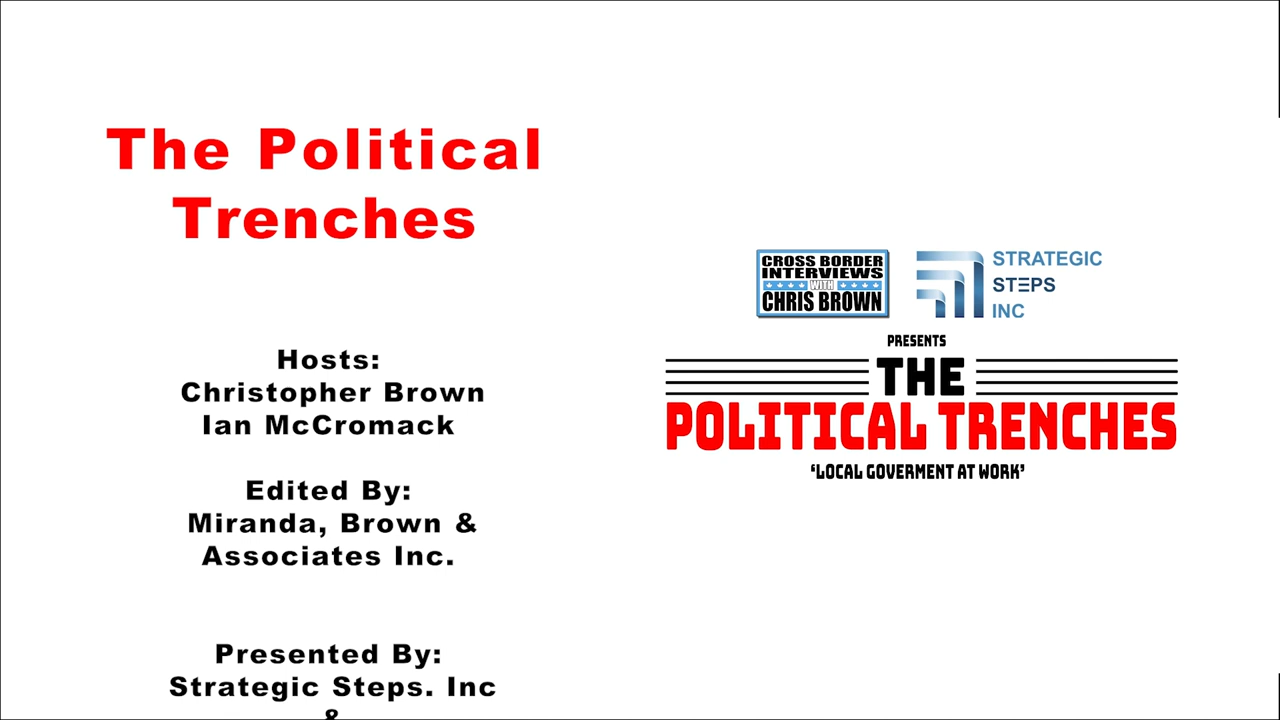 The Political
Trenches
Hosts:
Christopher Brown
Ian McCromack
Edited By:
Miranda, Brown &
Associates Inc.
Presented By:
Strategic Steps. Inc
&
CROSS BORDER
INTERVIEWS
WITH
CHRIS BROWN
STRATEGIC
STEPS
INC
PRESENTS
THE
POLITICAL TRENCHES
'LOCAL GOVERMENT AT WORK'